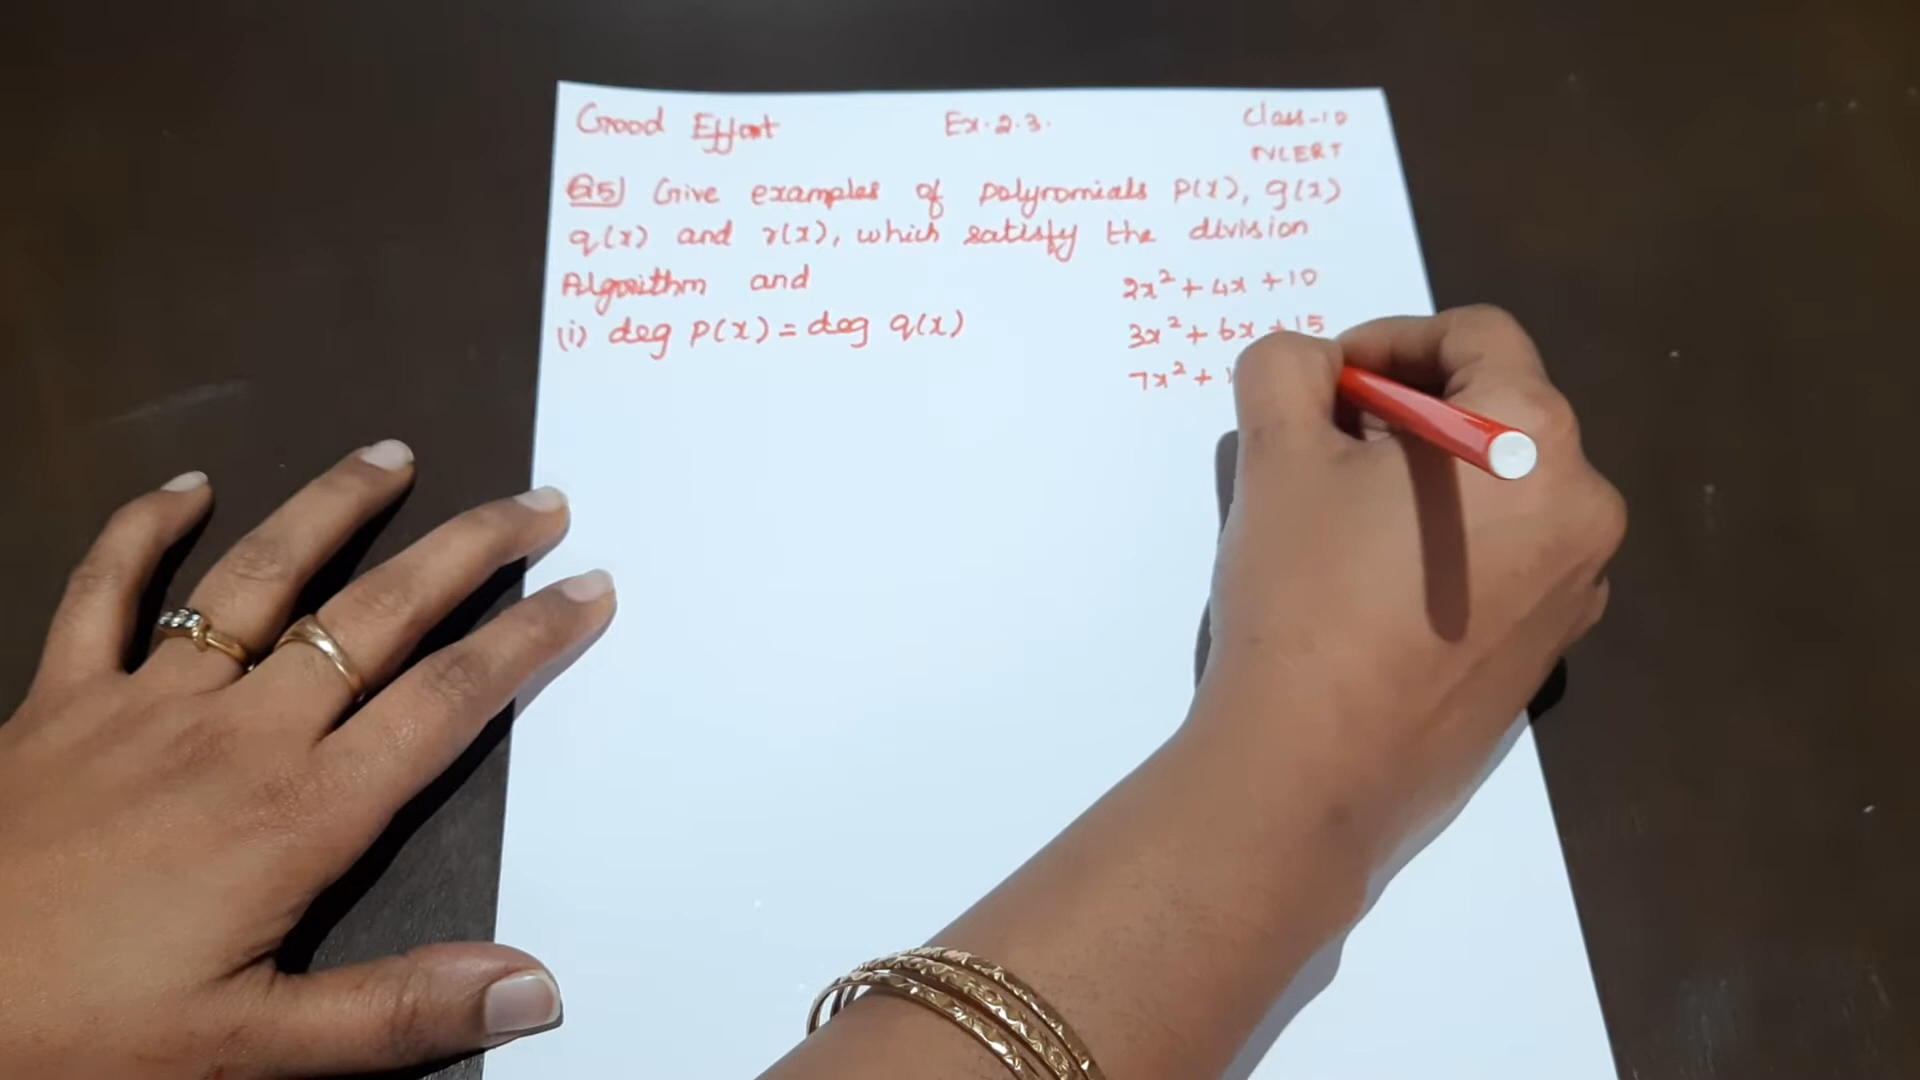 Good Effort Ex. 2.3. Class-10
NCERT
Q5) Give examples of polynomials p(x), g(x)
q(x) and r(x), which satisfy the division
Algorithm and
2x² + 4x + 10
(i) deg p(x) = deg q(x)
3x² + 6x + 15
7x² +